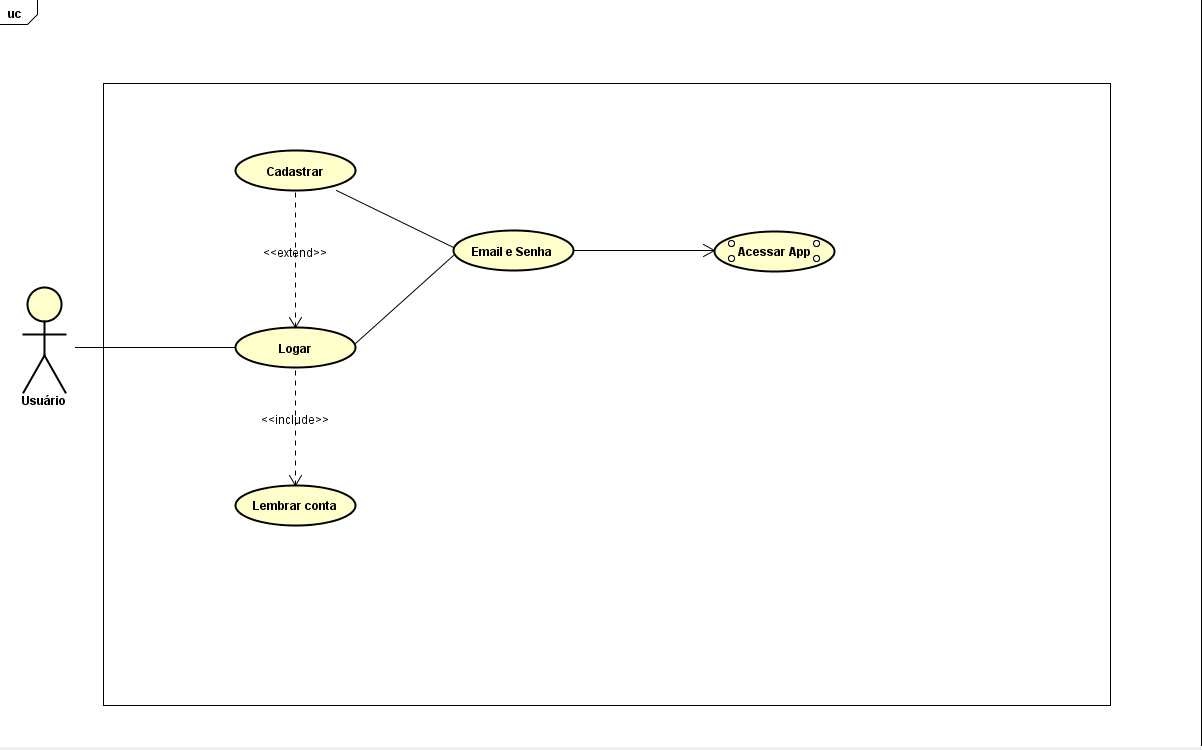 uc
Cadastrar
<<extend>>
Email e Senha
Acessar App
Logar
Usuário
<<include>>
Lembrar conta